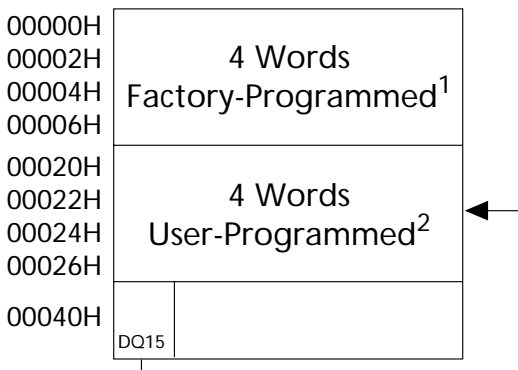 00000H
00002H
00004H
00006H
4 Words
Factory-Programmed1
00020H
00022H
00024H
00026H
4 Words
User-Programmed2
00040H
DQ15